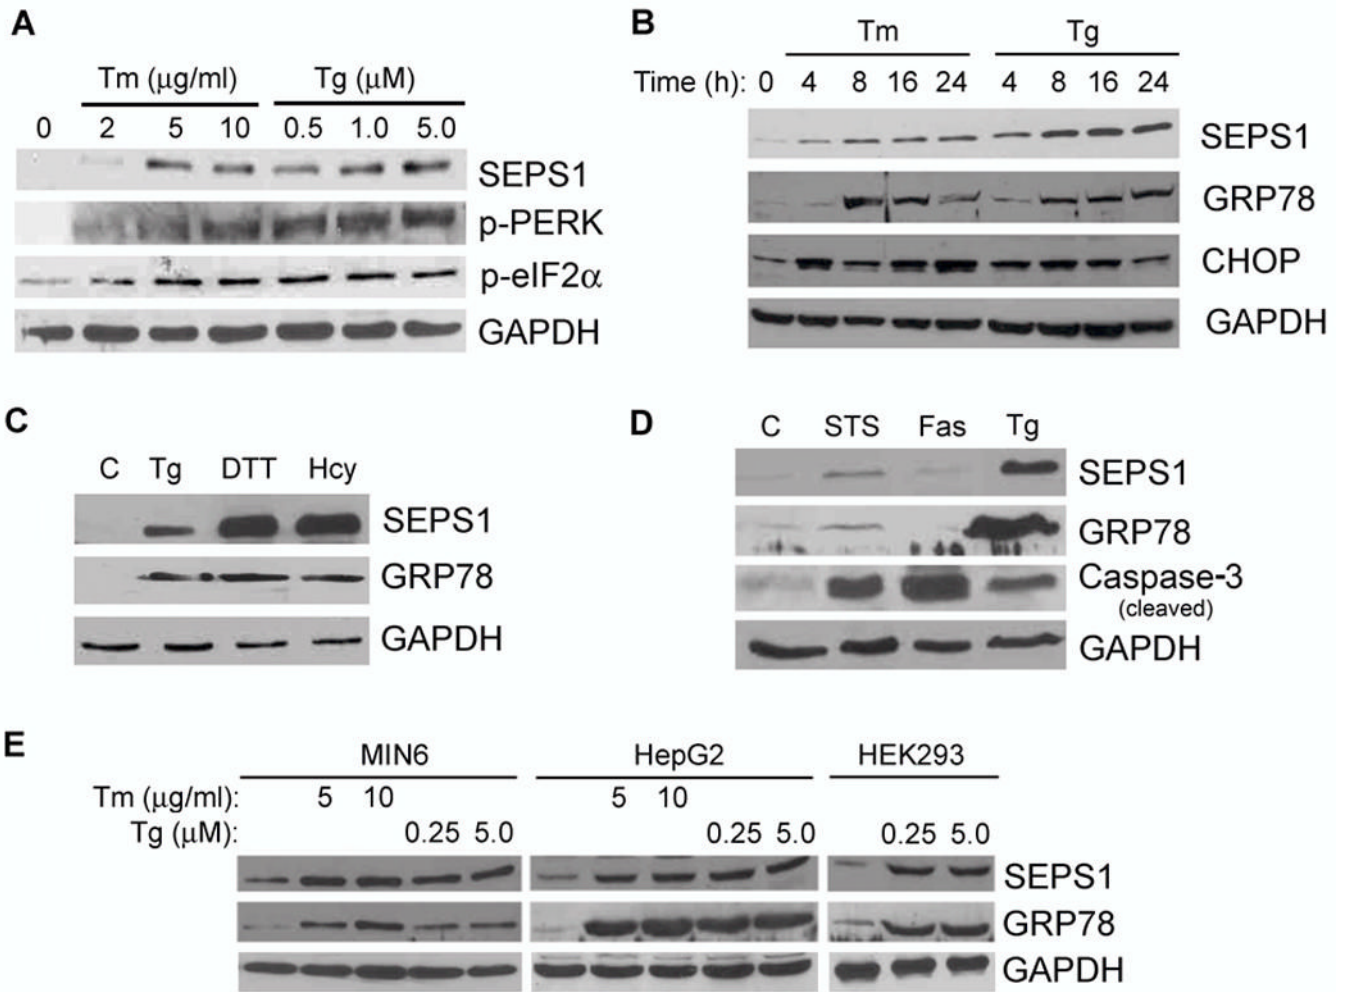 A
Tm (μg/ml) Tg (μM)
0 2 5 10 0.5 1.0 5.0
SEPS1
p-PERK
p-eIF2α
GAPDH
B
Tm Tg
Time (h): 0 4 8 16 24 4 8 16 24
SEPS1
GRP78
CHOP
GAPDH
C
C Tg DTT Hcy
SEPS1
GRP78
GAPDH
D
C STS Fas Tg
SEPS1
GRP78
Caspase-3
(cleaved)
GAPDH
E
MIN6 HepG2 HEK293
Tm (μg/ml): 5 10 5 10
Tg (μM): 0.25 5.0 0.25 5.0 0.25 5.0
SEPS1
GRP78
GAPDH